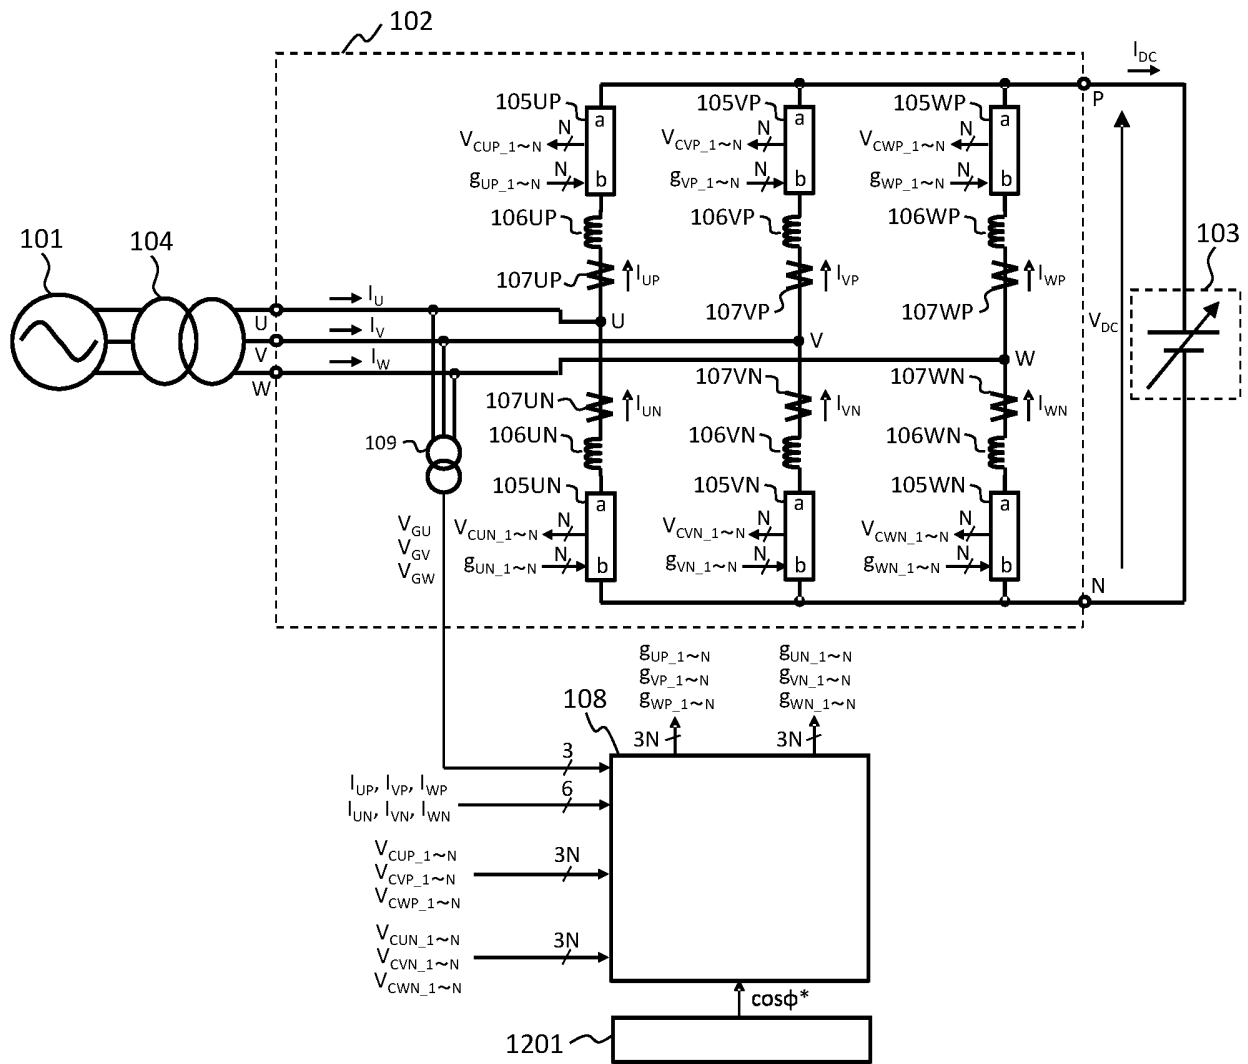 102
I_DC
P
105UP
a
V_CUP_1~N
N
g_UP_1~N
N
b
105VP
a
V_CVP_1~N
N
g_VP_1~N
N
b
105WP
a
V_CWP_1~N
N
g_WP_1~N
N
b
106UP
106VP
106WP
101
104
103
107UP
I_UP
107VP
I_VP
107WP
I_WP
I_U
I_V
I_W
U
V
W
U
V
W
V_DC
107UN
I_UN
107VN
I_VN
107WN
I_WN
109
106UN
106VN
106WN
105UN
a
V_CUN_1~N
N
g_UN_1~N
N
b
105VN
a
V_CVN_1~N
N
g_VN_1~N
N
b
105WN
a
V_CWN_1~N
N
g_WN_1~N
N
b
V_GU
V_GV
V_GW
N
g_UP_1~N
g_VP_1~N
g_WP_1~N
3N
g_UN_1~N
g_VN_1~N
g_WN_1~N
3N
108
3
I_UP, I_VP, I_WP
I_UN, I_VN, I_WN
6
V_CUP_1~N
V_CVP_1~N
V_CWP_1~N
3N
V_CUN_1~N
V_CVN_1~N
V_CWN_1~N
3N
cosϕ*
1201